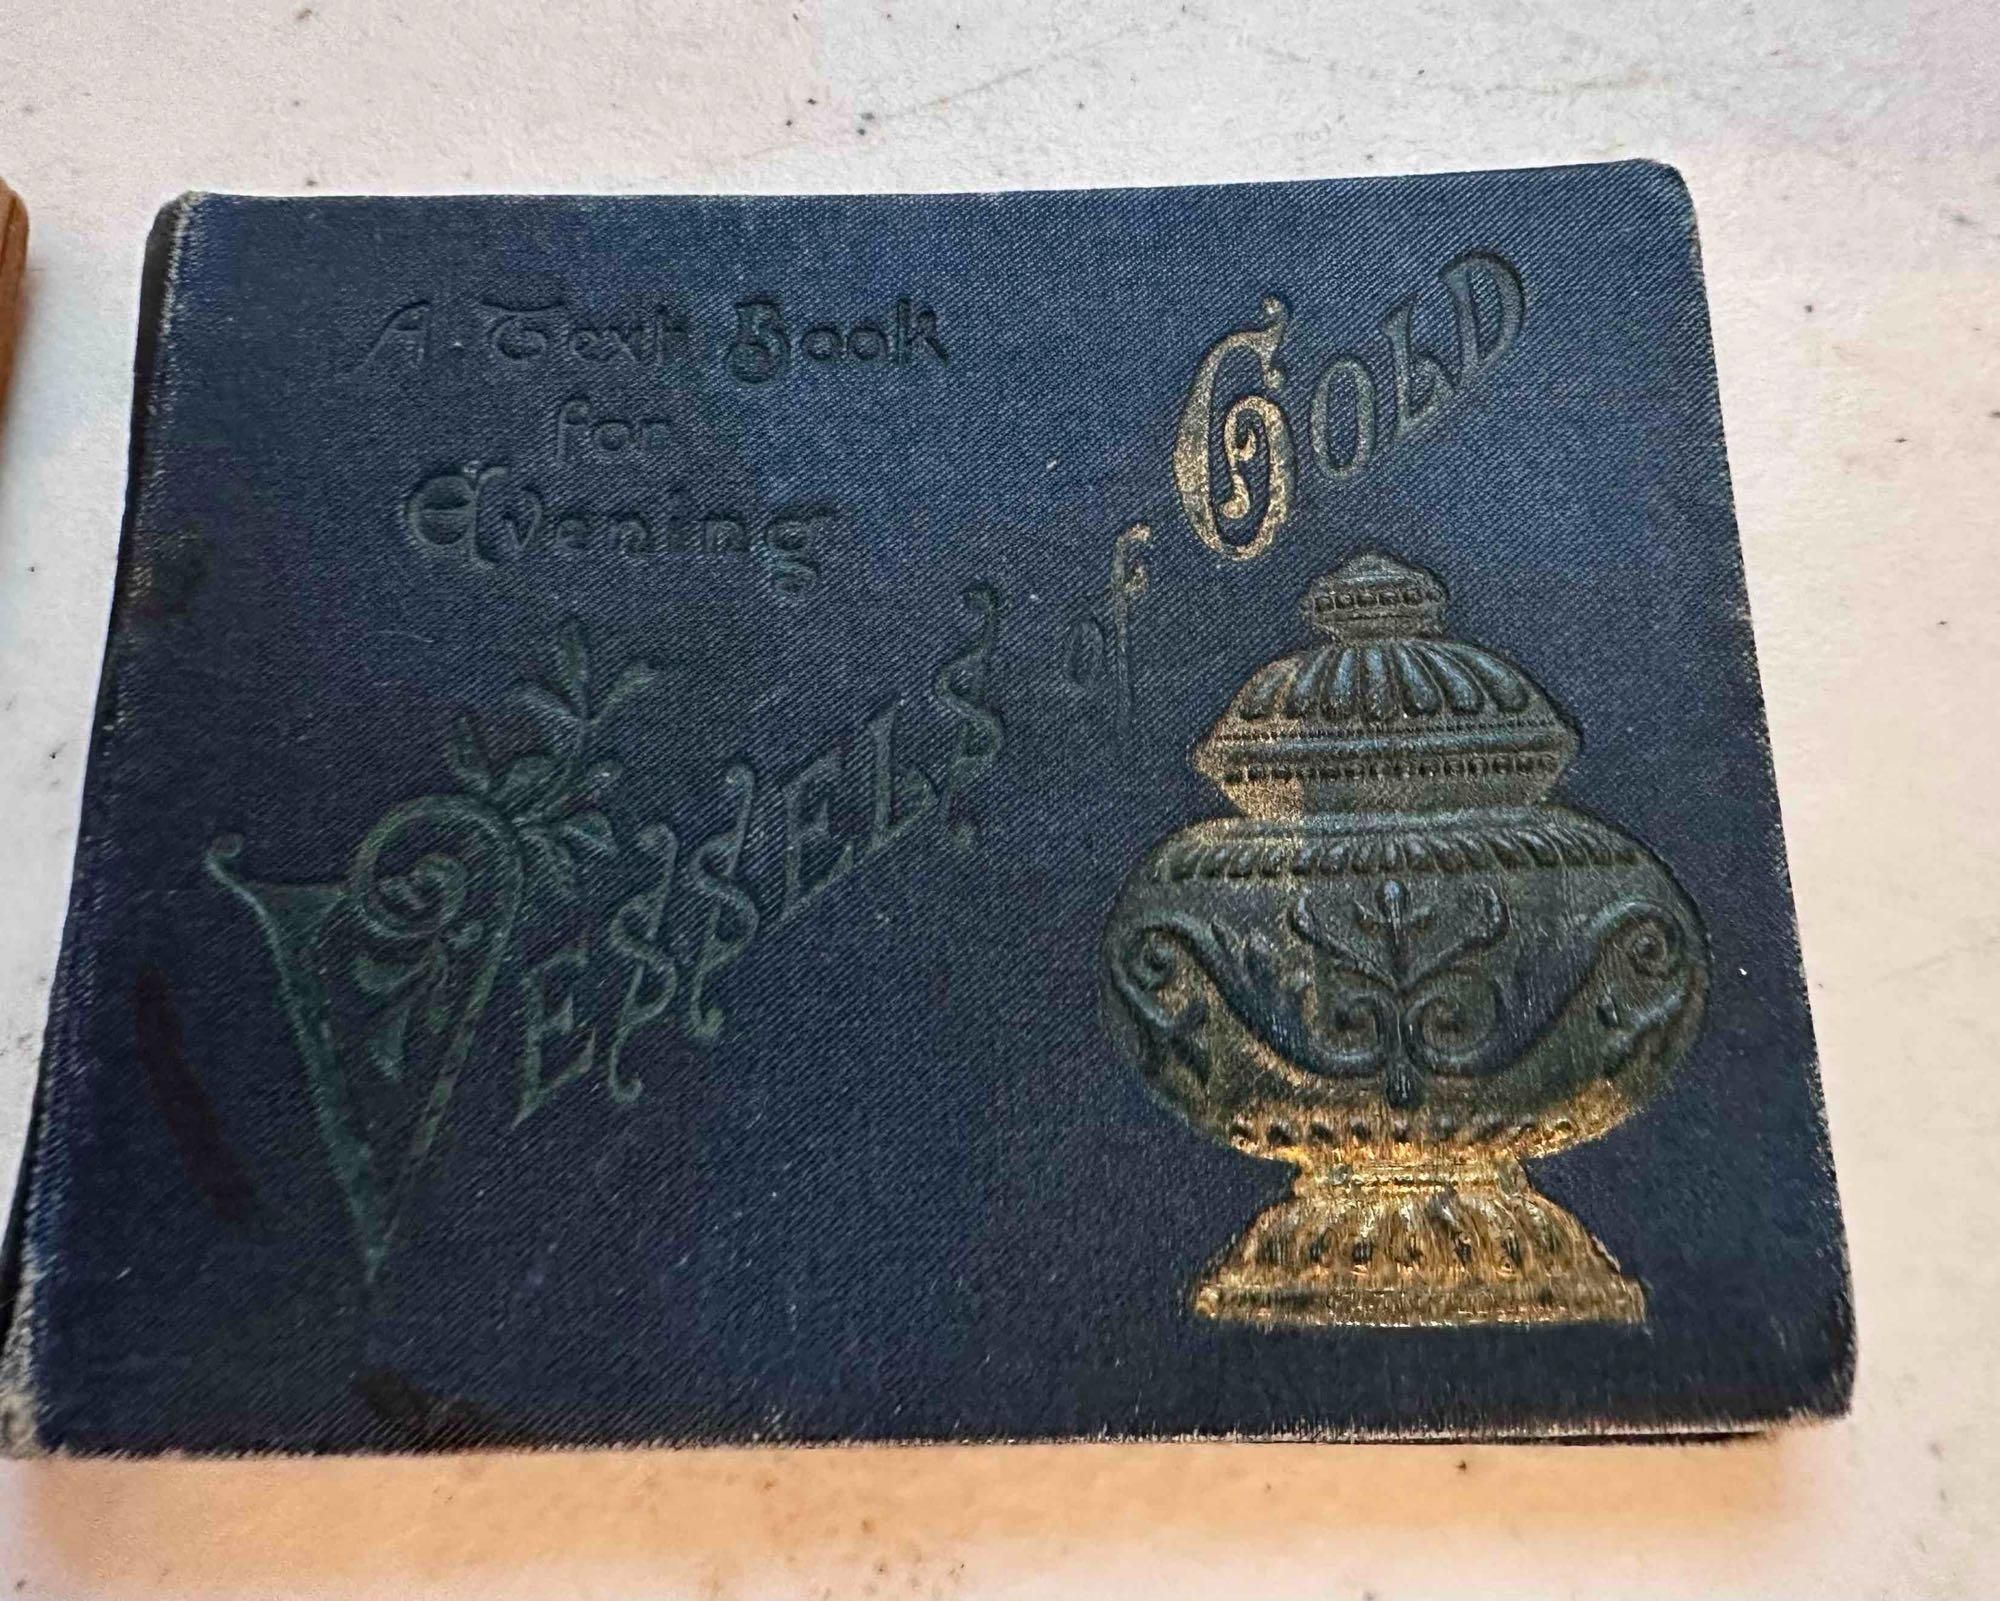 A Text Book
for
Evening
VESSELS OF GOLD